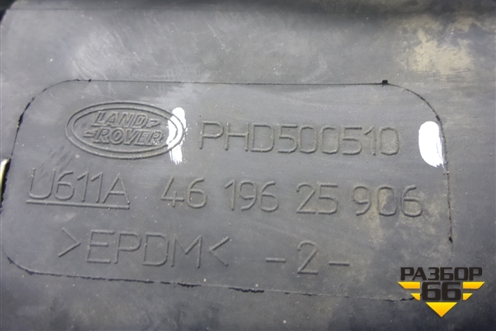 LAND
ROVER
PHD500510
U611A 46 196 25 906
>EPDM< -2-
РАЗБОР
66